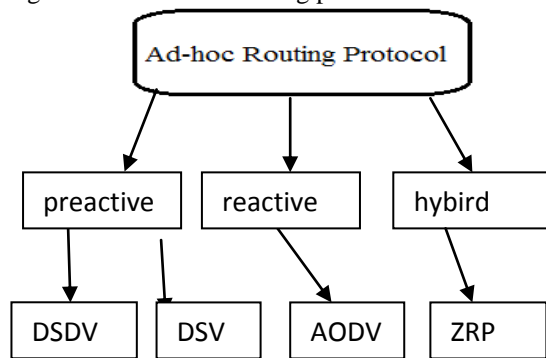 Ad-hoc Routing Protocol
preactive
reactive
hybird
DSDV
DSV
AODV
ZRP